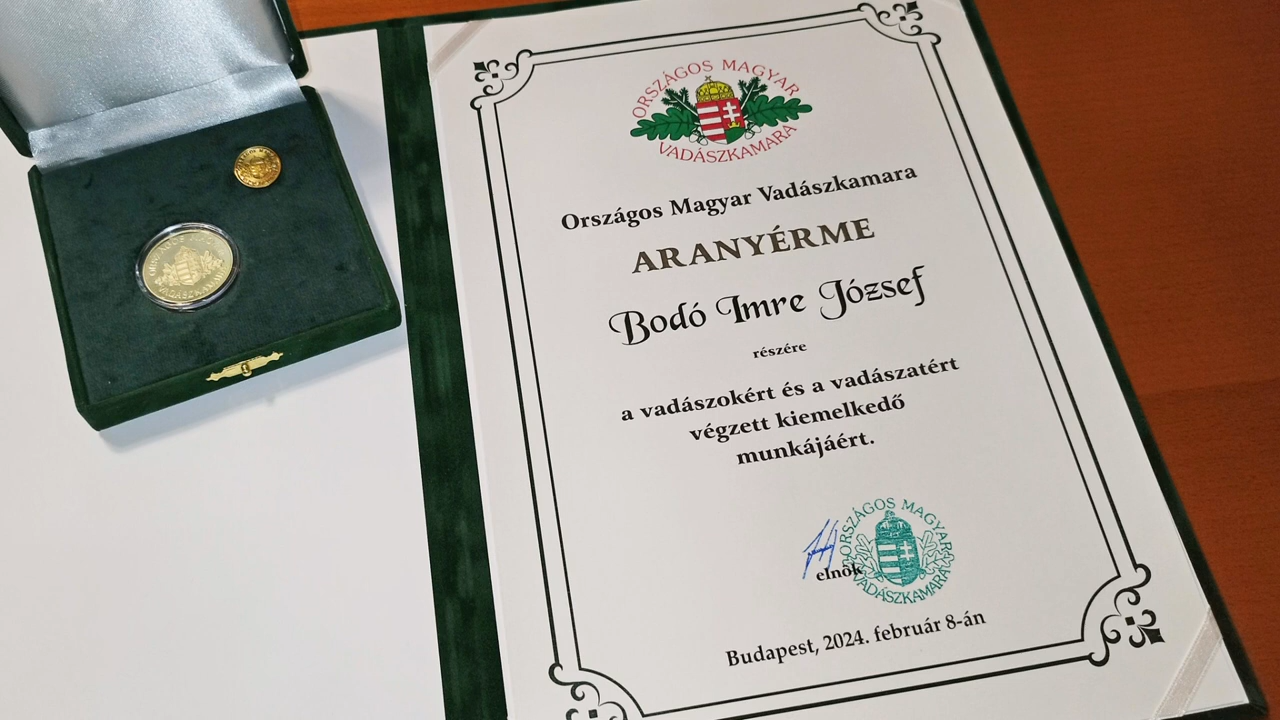 ORSZÁGOS MAGYAR
VADÁSZKAMARA
Országos Magyar Vadászkamara
ARANYÉRME
Bodó Imre József
részére
a vadászokért és a vadászatért
végzett kiemelkedő
munkájáért.
ORSZÁGOS MAGYAR
VADÁSZKAMARA
elnök
Budapest, 2024. február 8-án
VADÁSZKAMARA